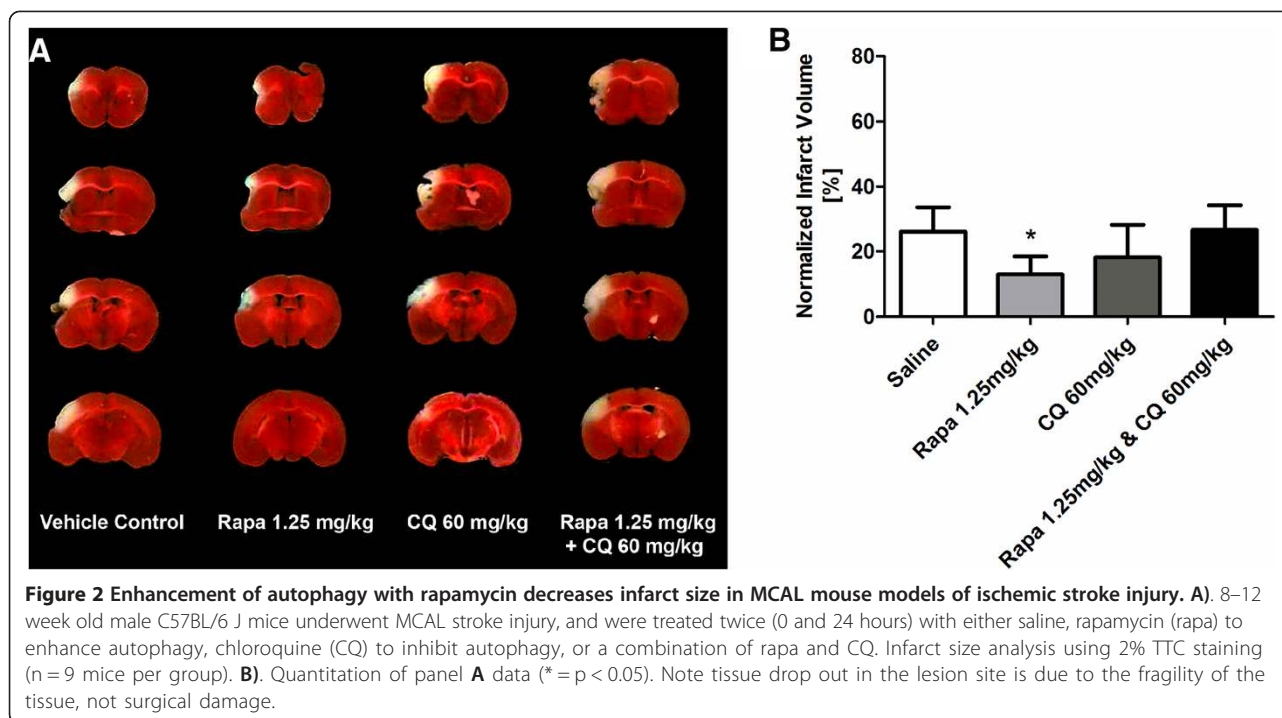 A
Vehicle Control
Rapa 1.25 mg/kg
CQ 60 mg/kg
Rapa 1.25 mg/kg
+ CQ 60 mg/kg
B
Normalized Infarct Volume
[%]
80
60
40
20
0
*
Saline
Rapa 1.25mg/kg
CQ 60mg/kg
Rapa 1.25mg/kg & CQ 60mg/kg
Figure 2 Enhancement of autophagy with rapamycin decreases infarct size in MCAL mouse models of ischemic stroke injury. A). 8–12
week old male C57BL/6 J mice underwent MCAL stroke injury, and were treated twice (0 and 24 hours) with either saline, rapamycin (rapa) to
enhance autophagy, chloroquine (CQ) to inhibit autophagy, or a combination of rapa and CQ. Infarct size analysis using 2% TTC staining
(n = 9 mice per group). B). Quantitation of panel A data (* = p < 0.05). Note tissue drop out in the lesion site is due to the fragility of the
tissue, not surgical damage.